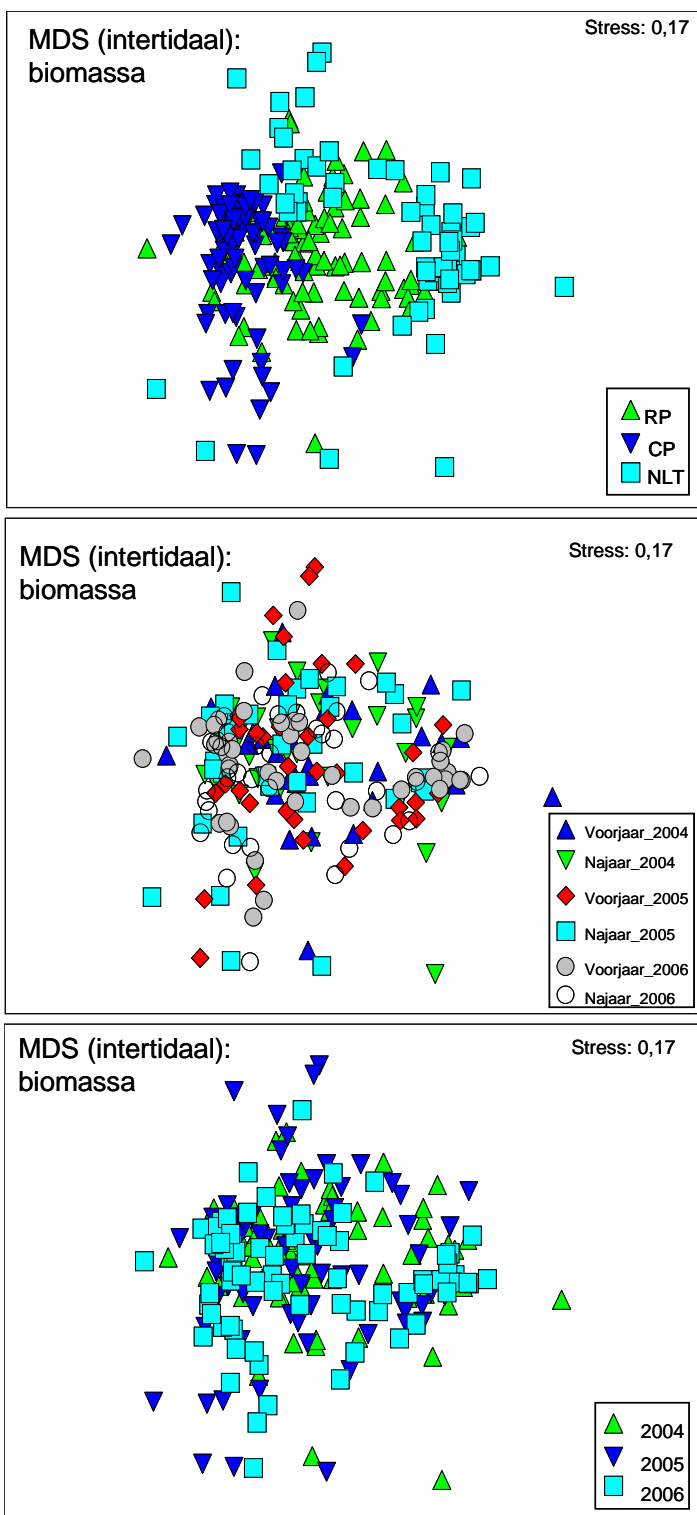 MDS (intertidaal):
biomassa
Stress: 0,17
RP
CP
NLT
MDS (intertidaal):
biomassa
Stress: 0,17
Voorjaar_2004
Najaar_2004
Voorjaar_2005
Najaar_2005
Voorjaar_2006
Najaar_2006
MDS (intertidaal):
biomassa
Stress: 0,17
2004
2005
2006